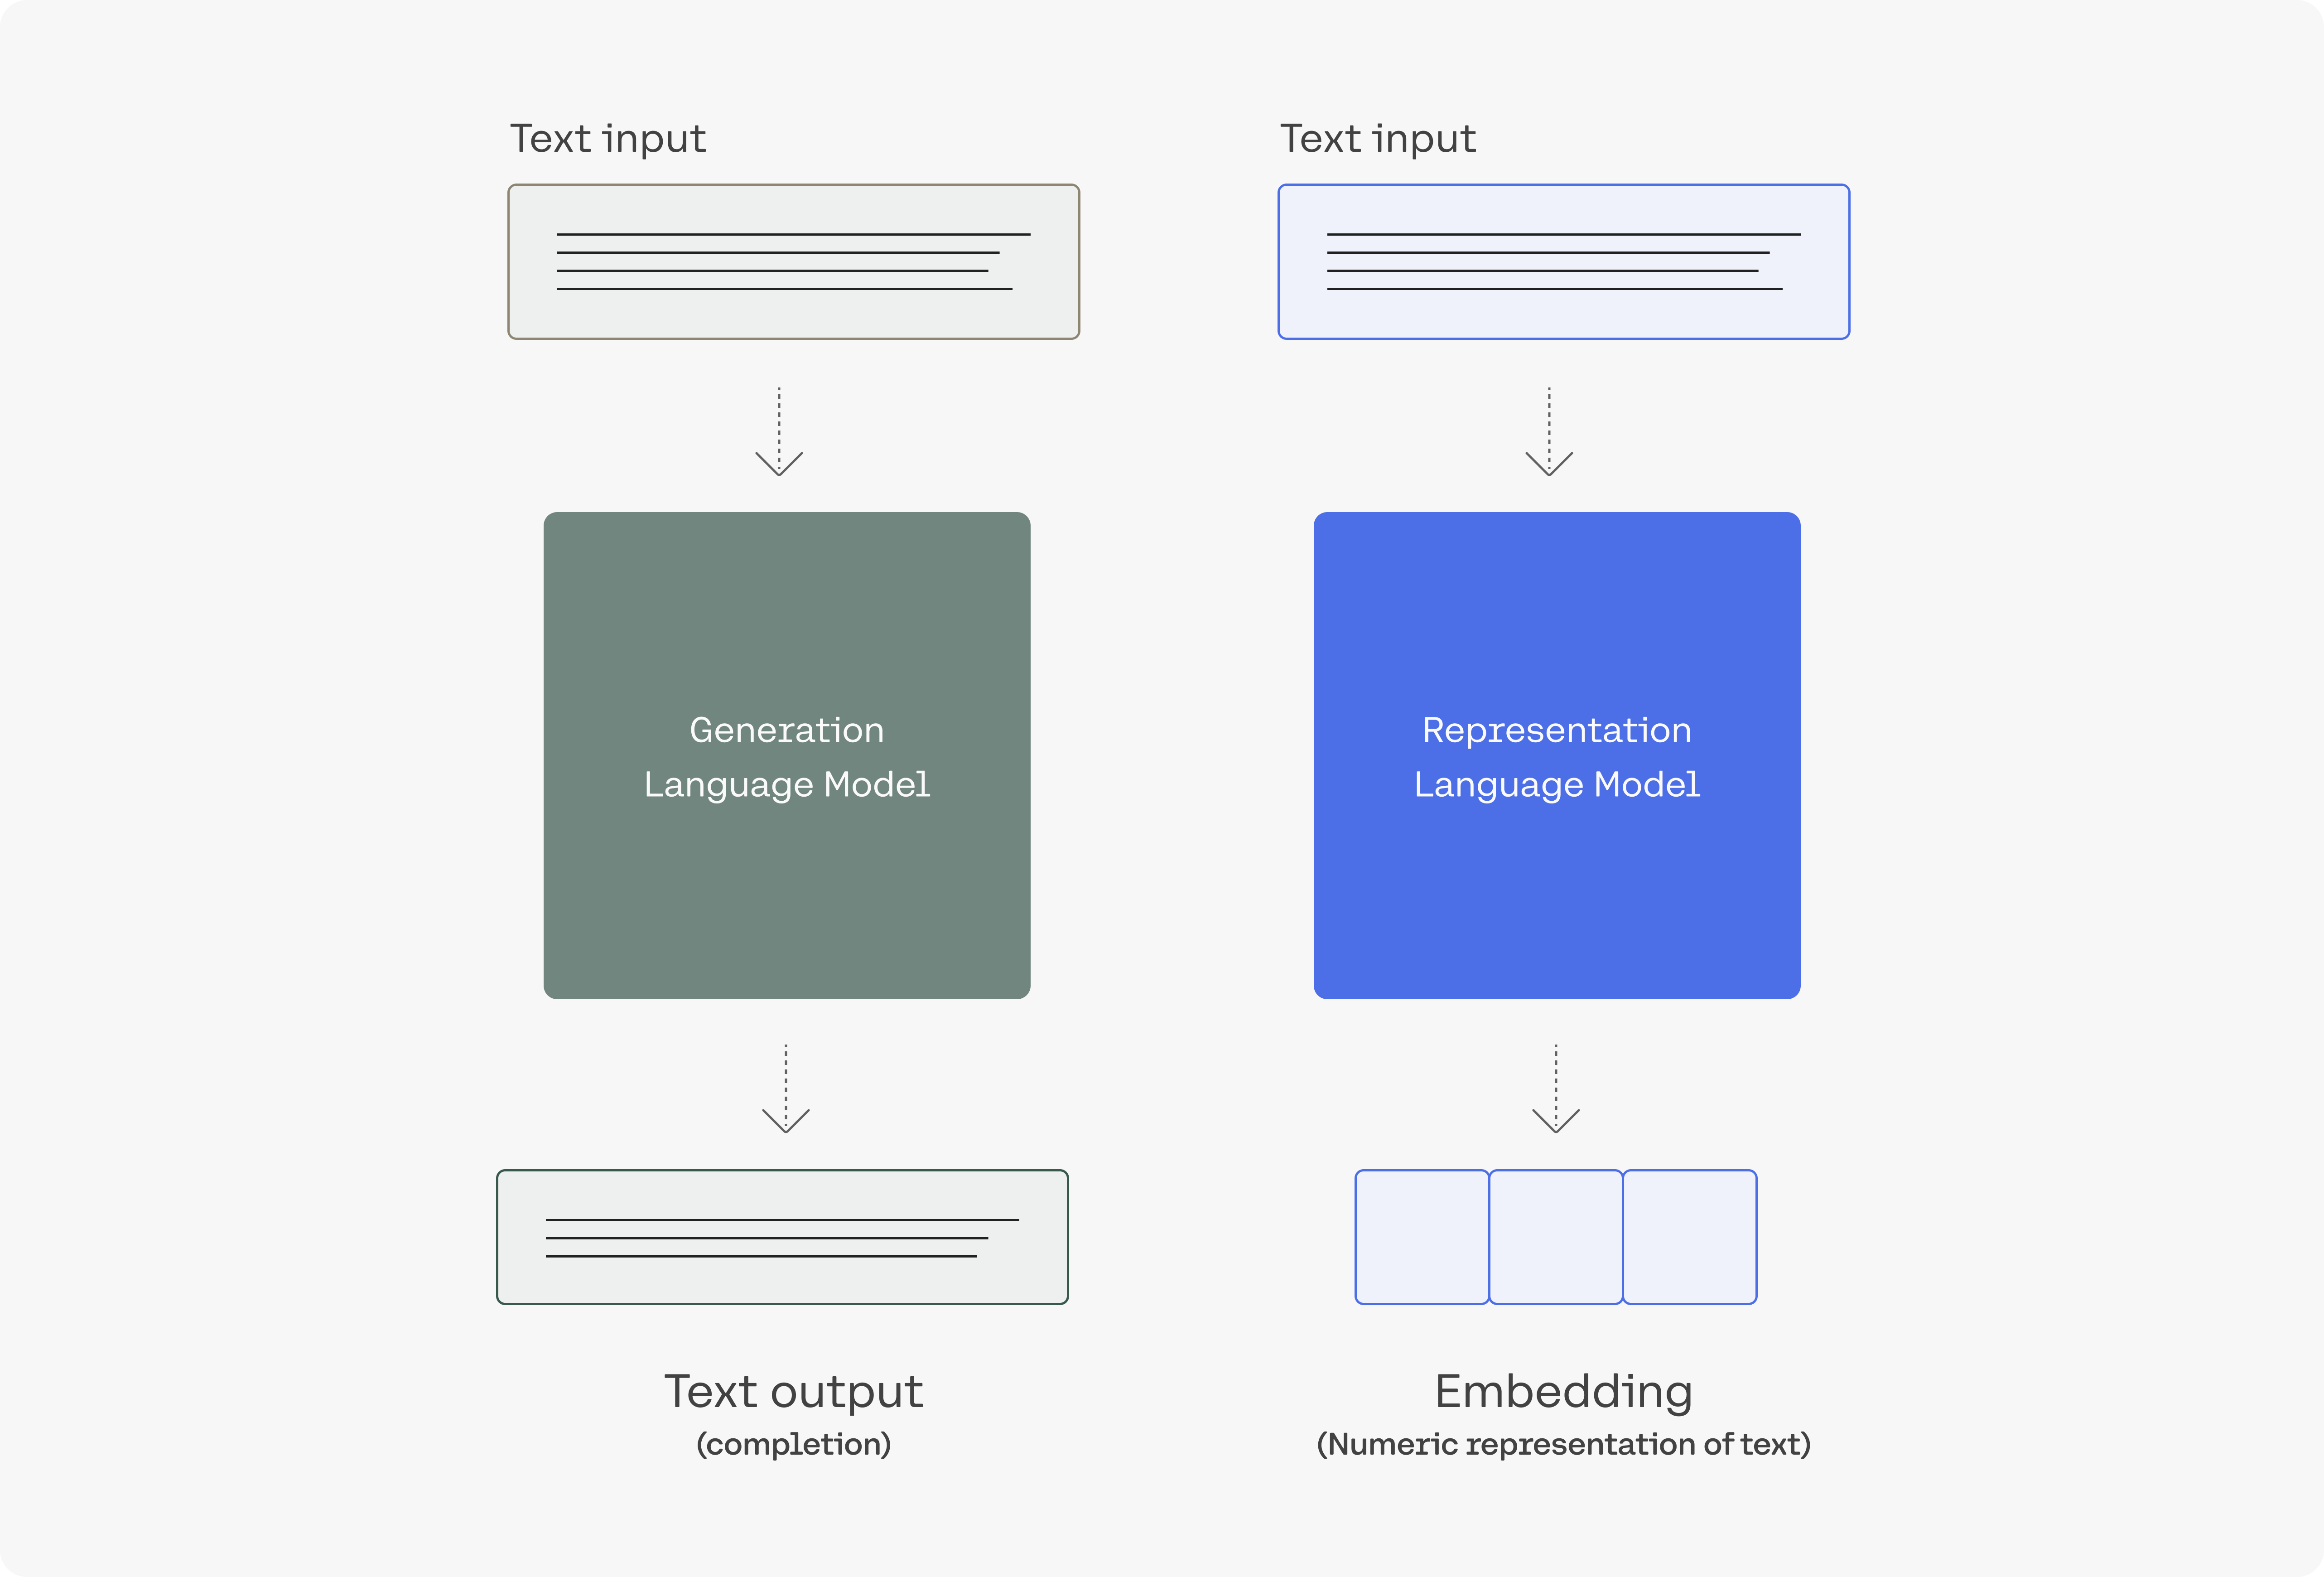 Text input
Generation
Language Model
Text output
(completion)
Text input
Representation
Language Model
Embedding
(Numeric representation of text)